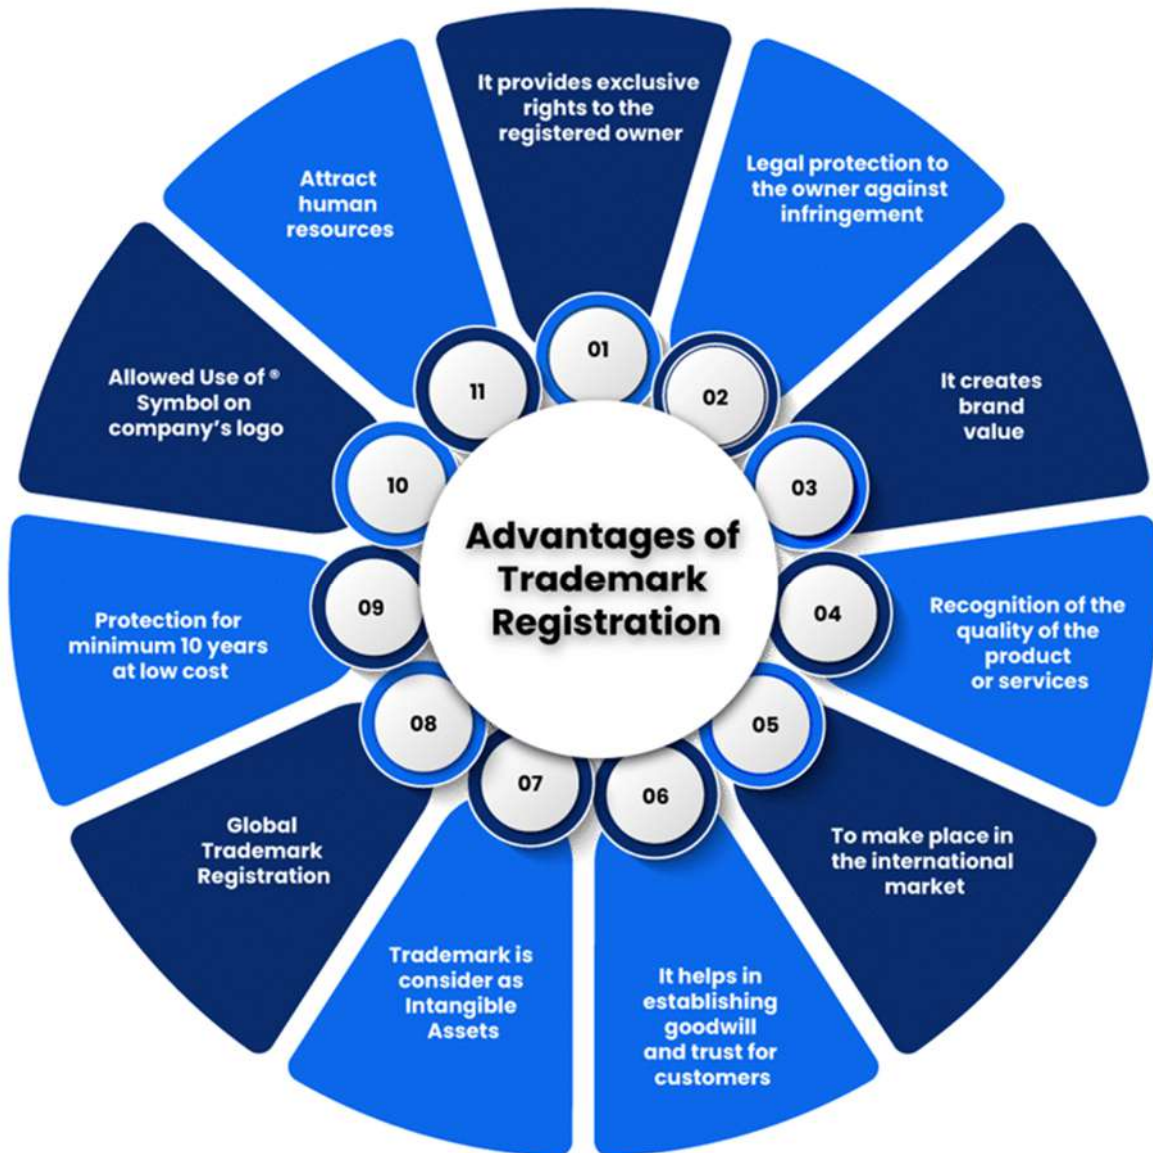 Advantages of
Trademark
Registration
01
It provides exclusive
rights to the
registered owner
02
Legal protection to
the owner against
infringement
03
It creates
brand
value
04
Recognition of the
quality of the
product
or services
05
To make place in
the international
market
06
It helps in
establishing
goodwill
and trust for
customers
07
Trademark is
consider as
Intangible
Assets
08
Global
Trademark
Registration
09
Protection for
minimum 10 years
at low cost
10
Allowed Use of ®
Symbol on
company's logo
11
Attract
human
resources